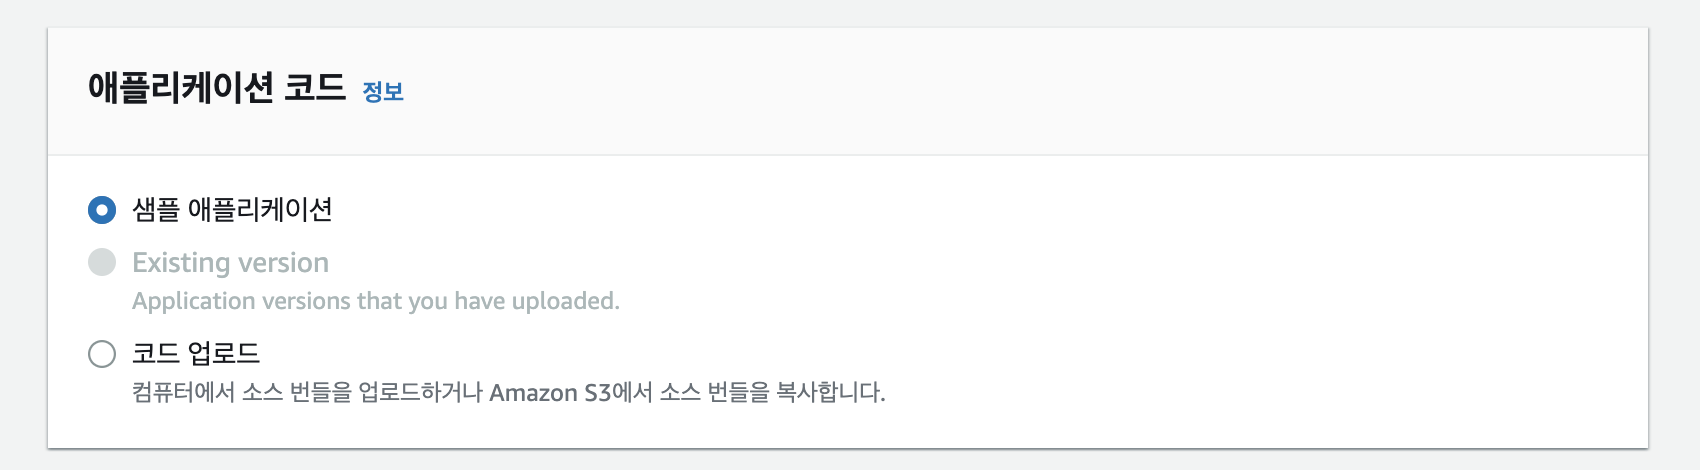 애플리케이션 코드 정보
샘플 애플리케이션
Existing version
Application versions that you have uploaded.
코드 업로드
컴퓨터에서 소스 번들을 업로드하거나 Amazon S3에서 소스 번들을 복사합니다.